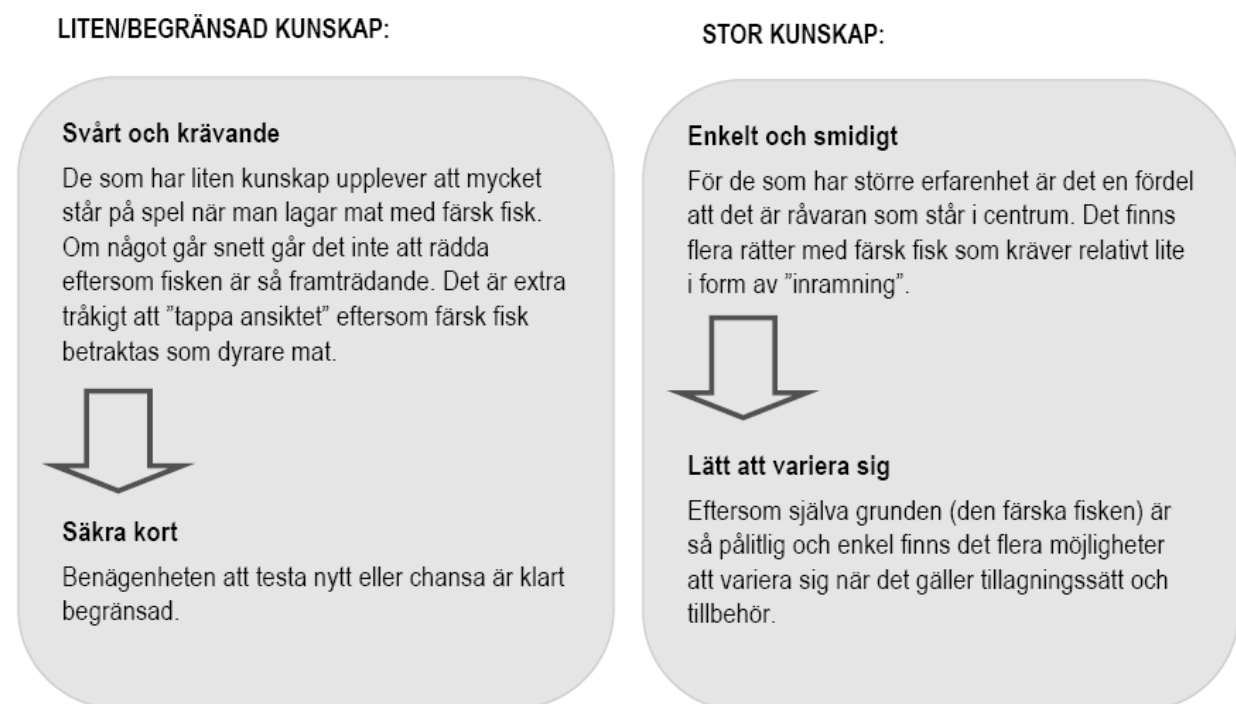 LITEN/BEGRÄNSAD KUNSKAP:
Svårt och krävande
De som har liten kunskap upplever att mycket
står på spel när man lagar mat med färsk fisk.
Om något går snett går det inte att rädda
eftersom fisken är så framträdande. Det är extra
tråkigt att ”tappa ansiktet” eftersom färsk fisk
betraktas som dyrare mat.
Säkra kort
Benägenheten att testa nytt eller chansa är klart
begränsad.
STOR KUNSKAP:
Enkelt och smidigt
För de som har större erfarenhet är det en fördel
att det är råvaran som står i centrum. Det finns
flera rätter med färsk fisk som kräver relativt lite
i form av ”inramning”.
Lätt att variera sig
Eftersom själva grunden (den färska fisken) är
så pålitlig och enkel finns det flera möjligheter
att variera sig när det gäller tillagningssätt och
tillbehör.